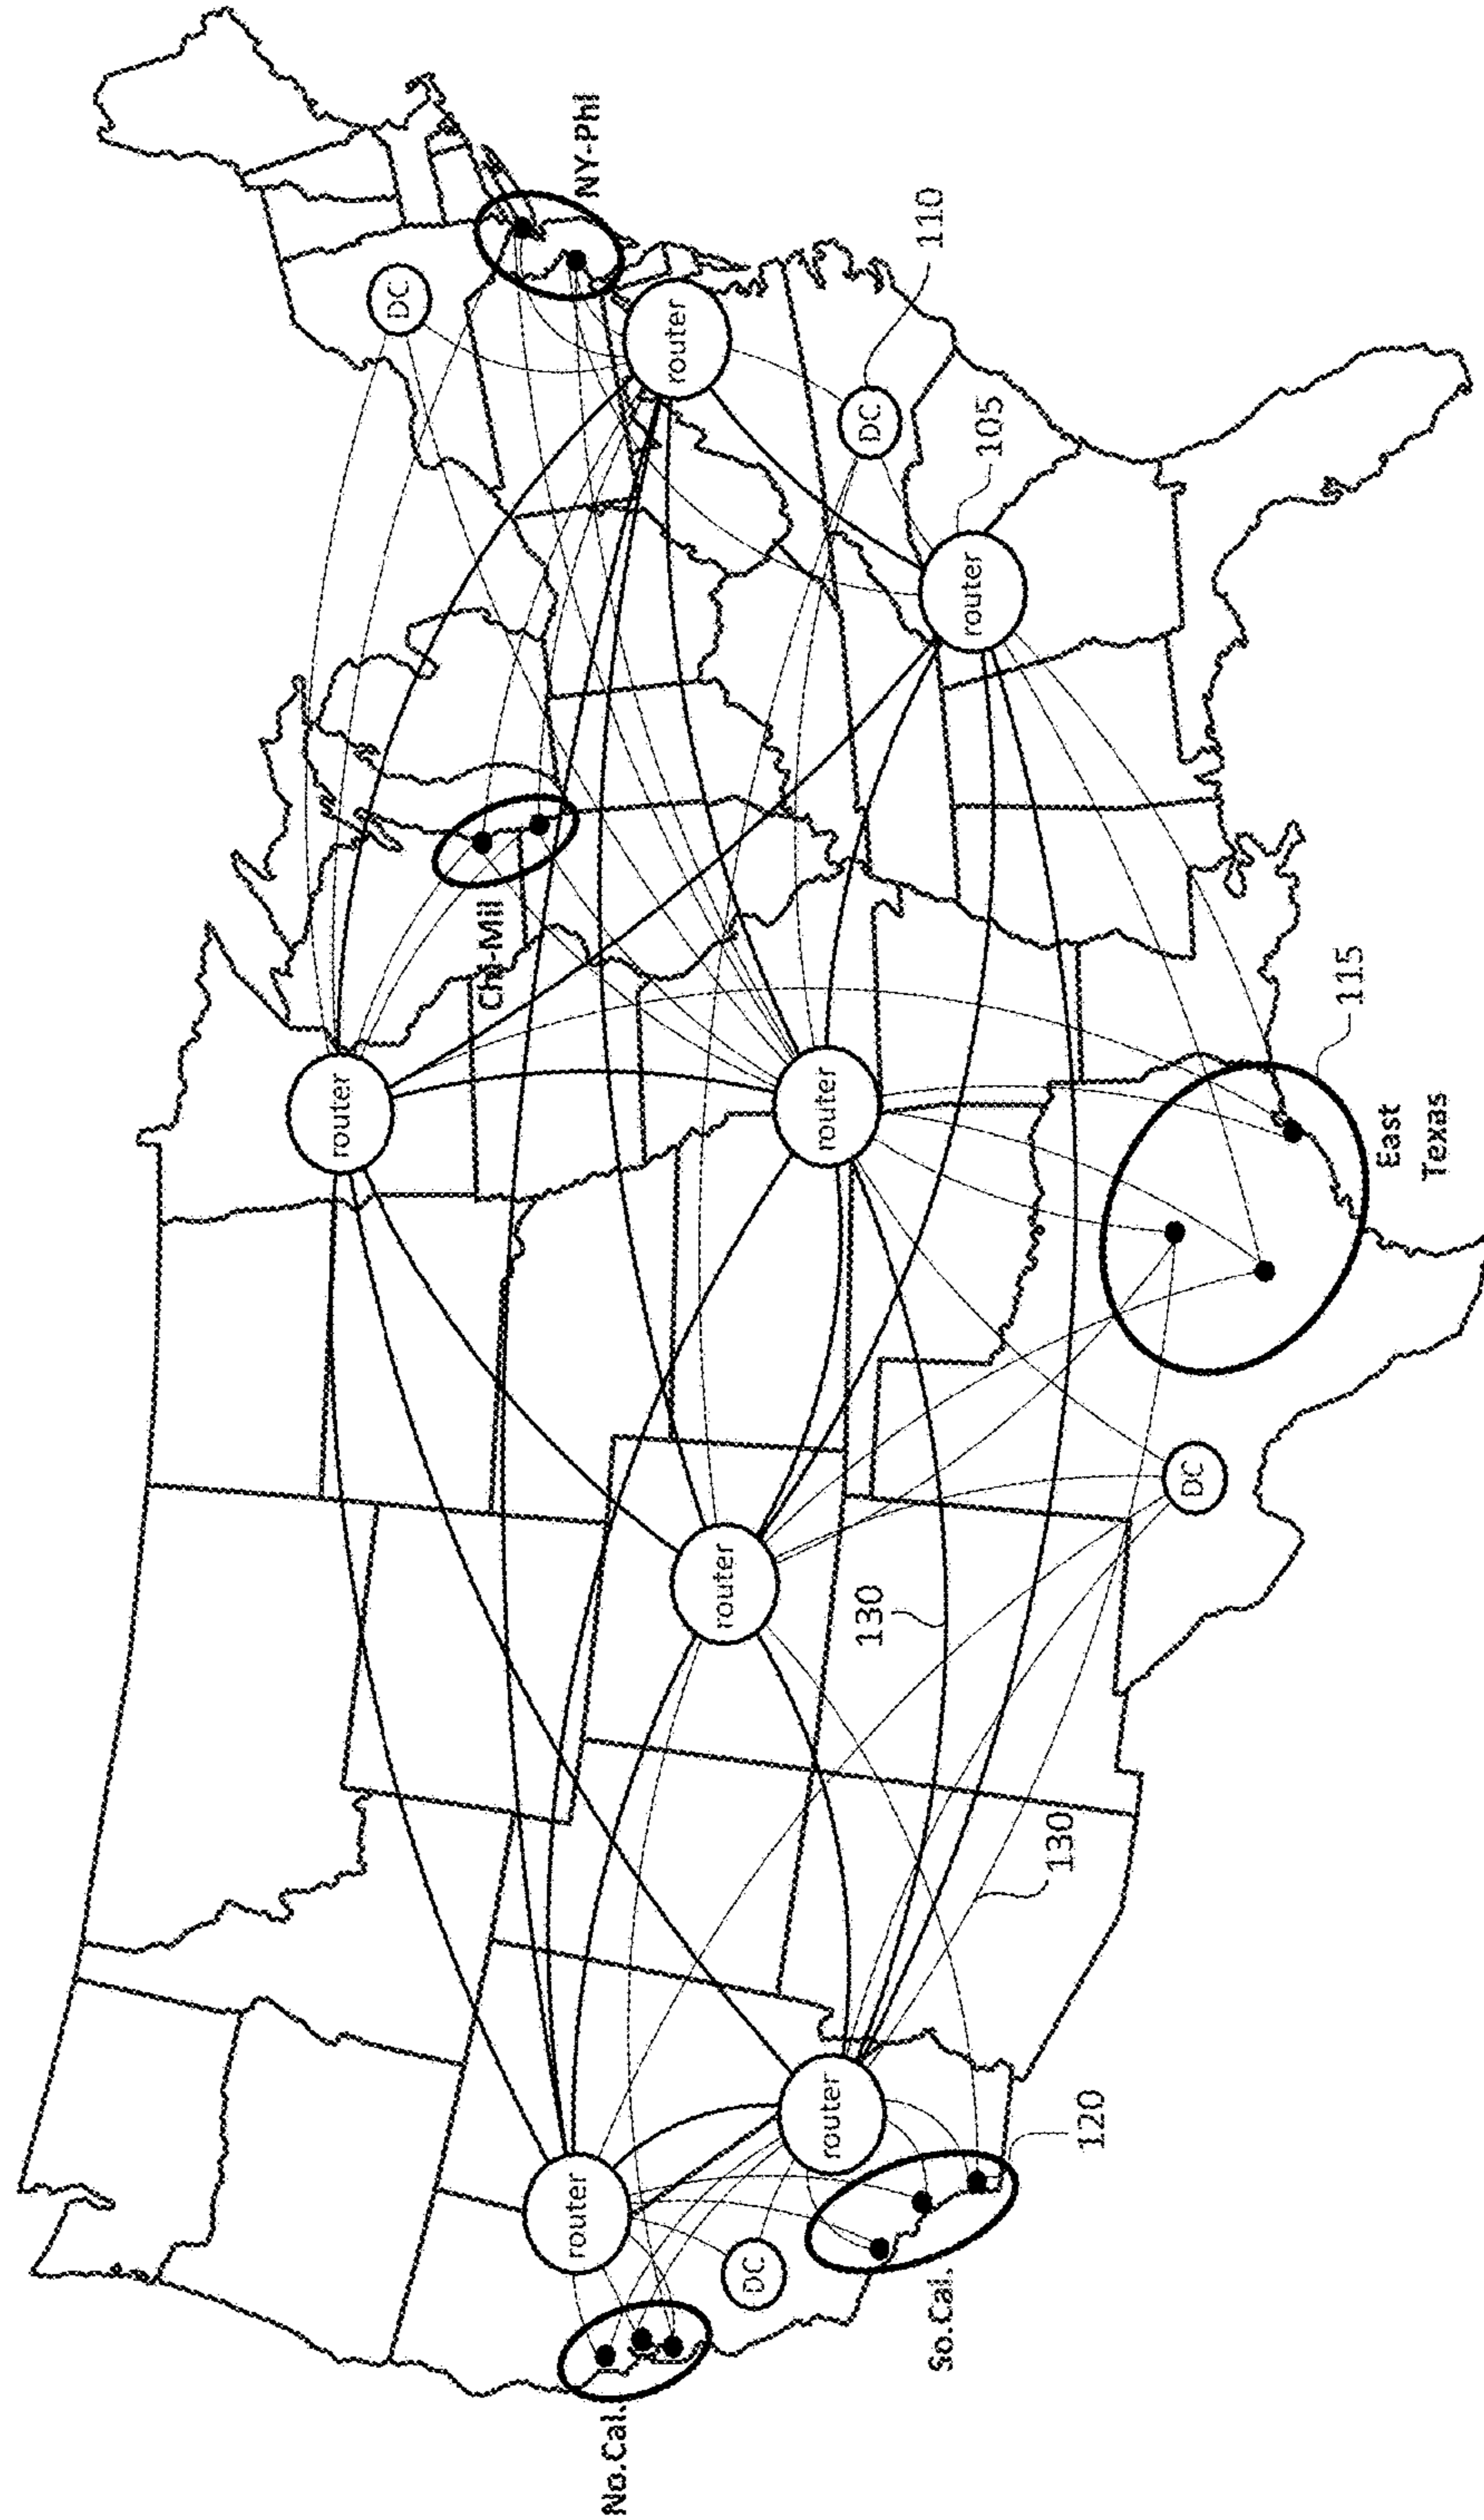 NY-Phl
DC
router
110
DC
105
router
Chi-Mil
router
router
115
East
Texas
DC
router
130
130
router
router
120
DC
So.Cal.
No.Cal.